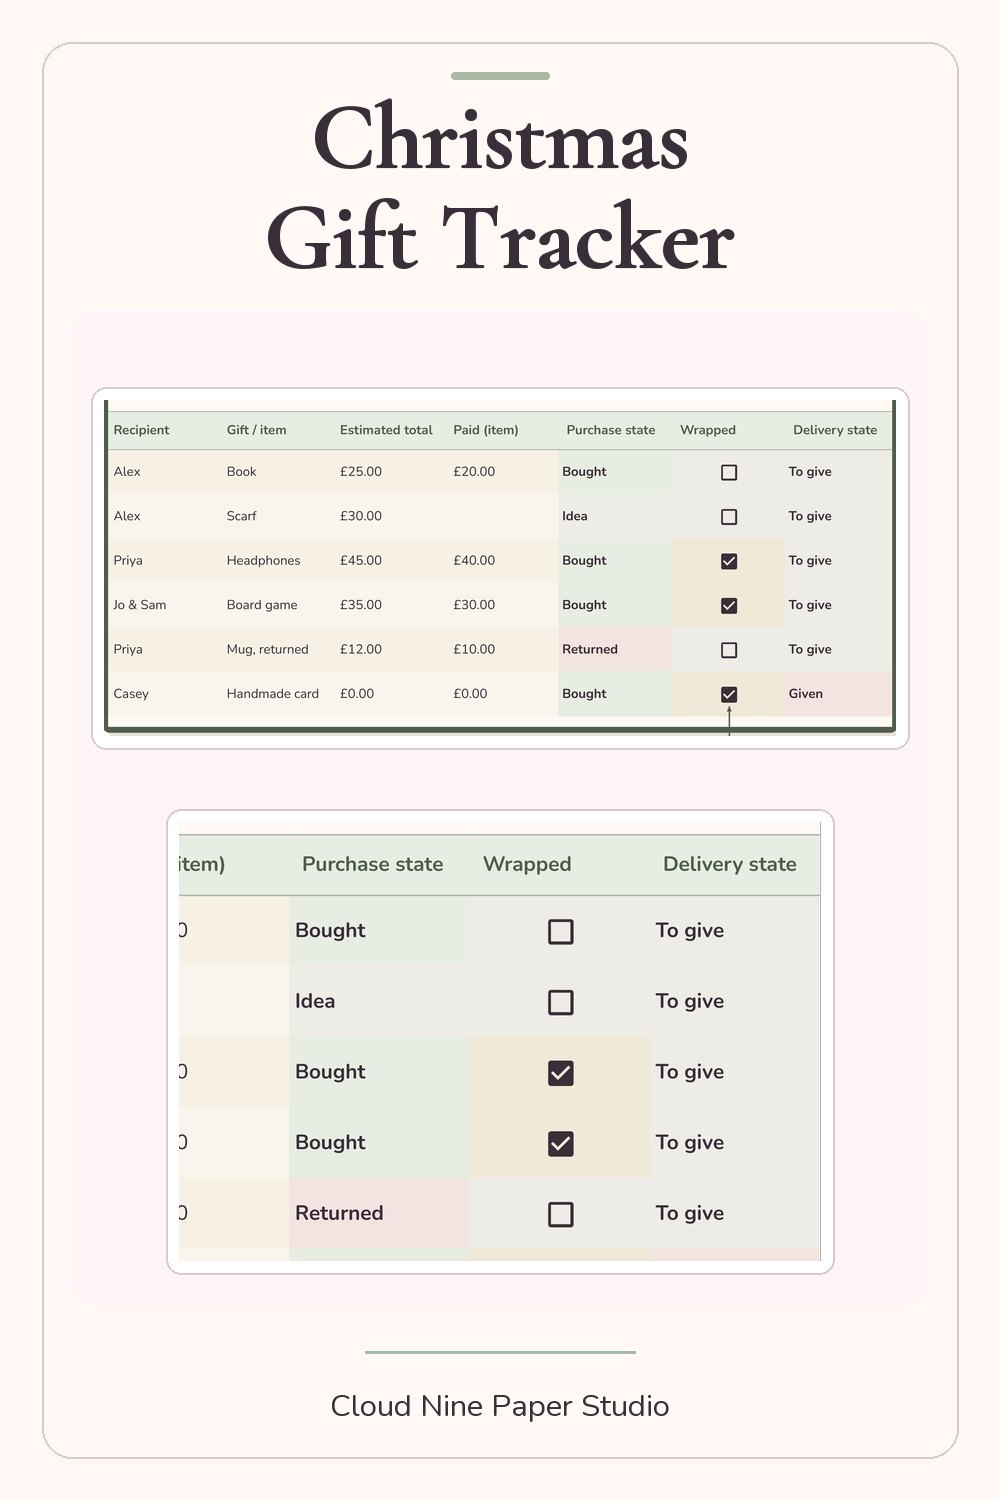 Christmas
Gift Tracker
Recipient Gift / item Estimated total Paid (item) Purchase state Wrapped Delivery state
Alex Book £25.00 £20.00 Bought To give
Alex Scarf £30.00 Idea To give
Priya Headphones £45.00 £40.00 Bought To give
Jo & Sam Board game £35.00 £30.00 Bought To give
Priya Mug, returned £12.00 £10.00 Returned To give
Casey Handmade card £0.00 £0.00 Bought Given
item) Purchase state Wrapped Delivery state
0 Bought To give
Idea To give
0 Bought To give
0 Bought To give
0 Returned To give
Cloud Nine Paper Studio